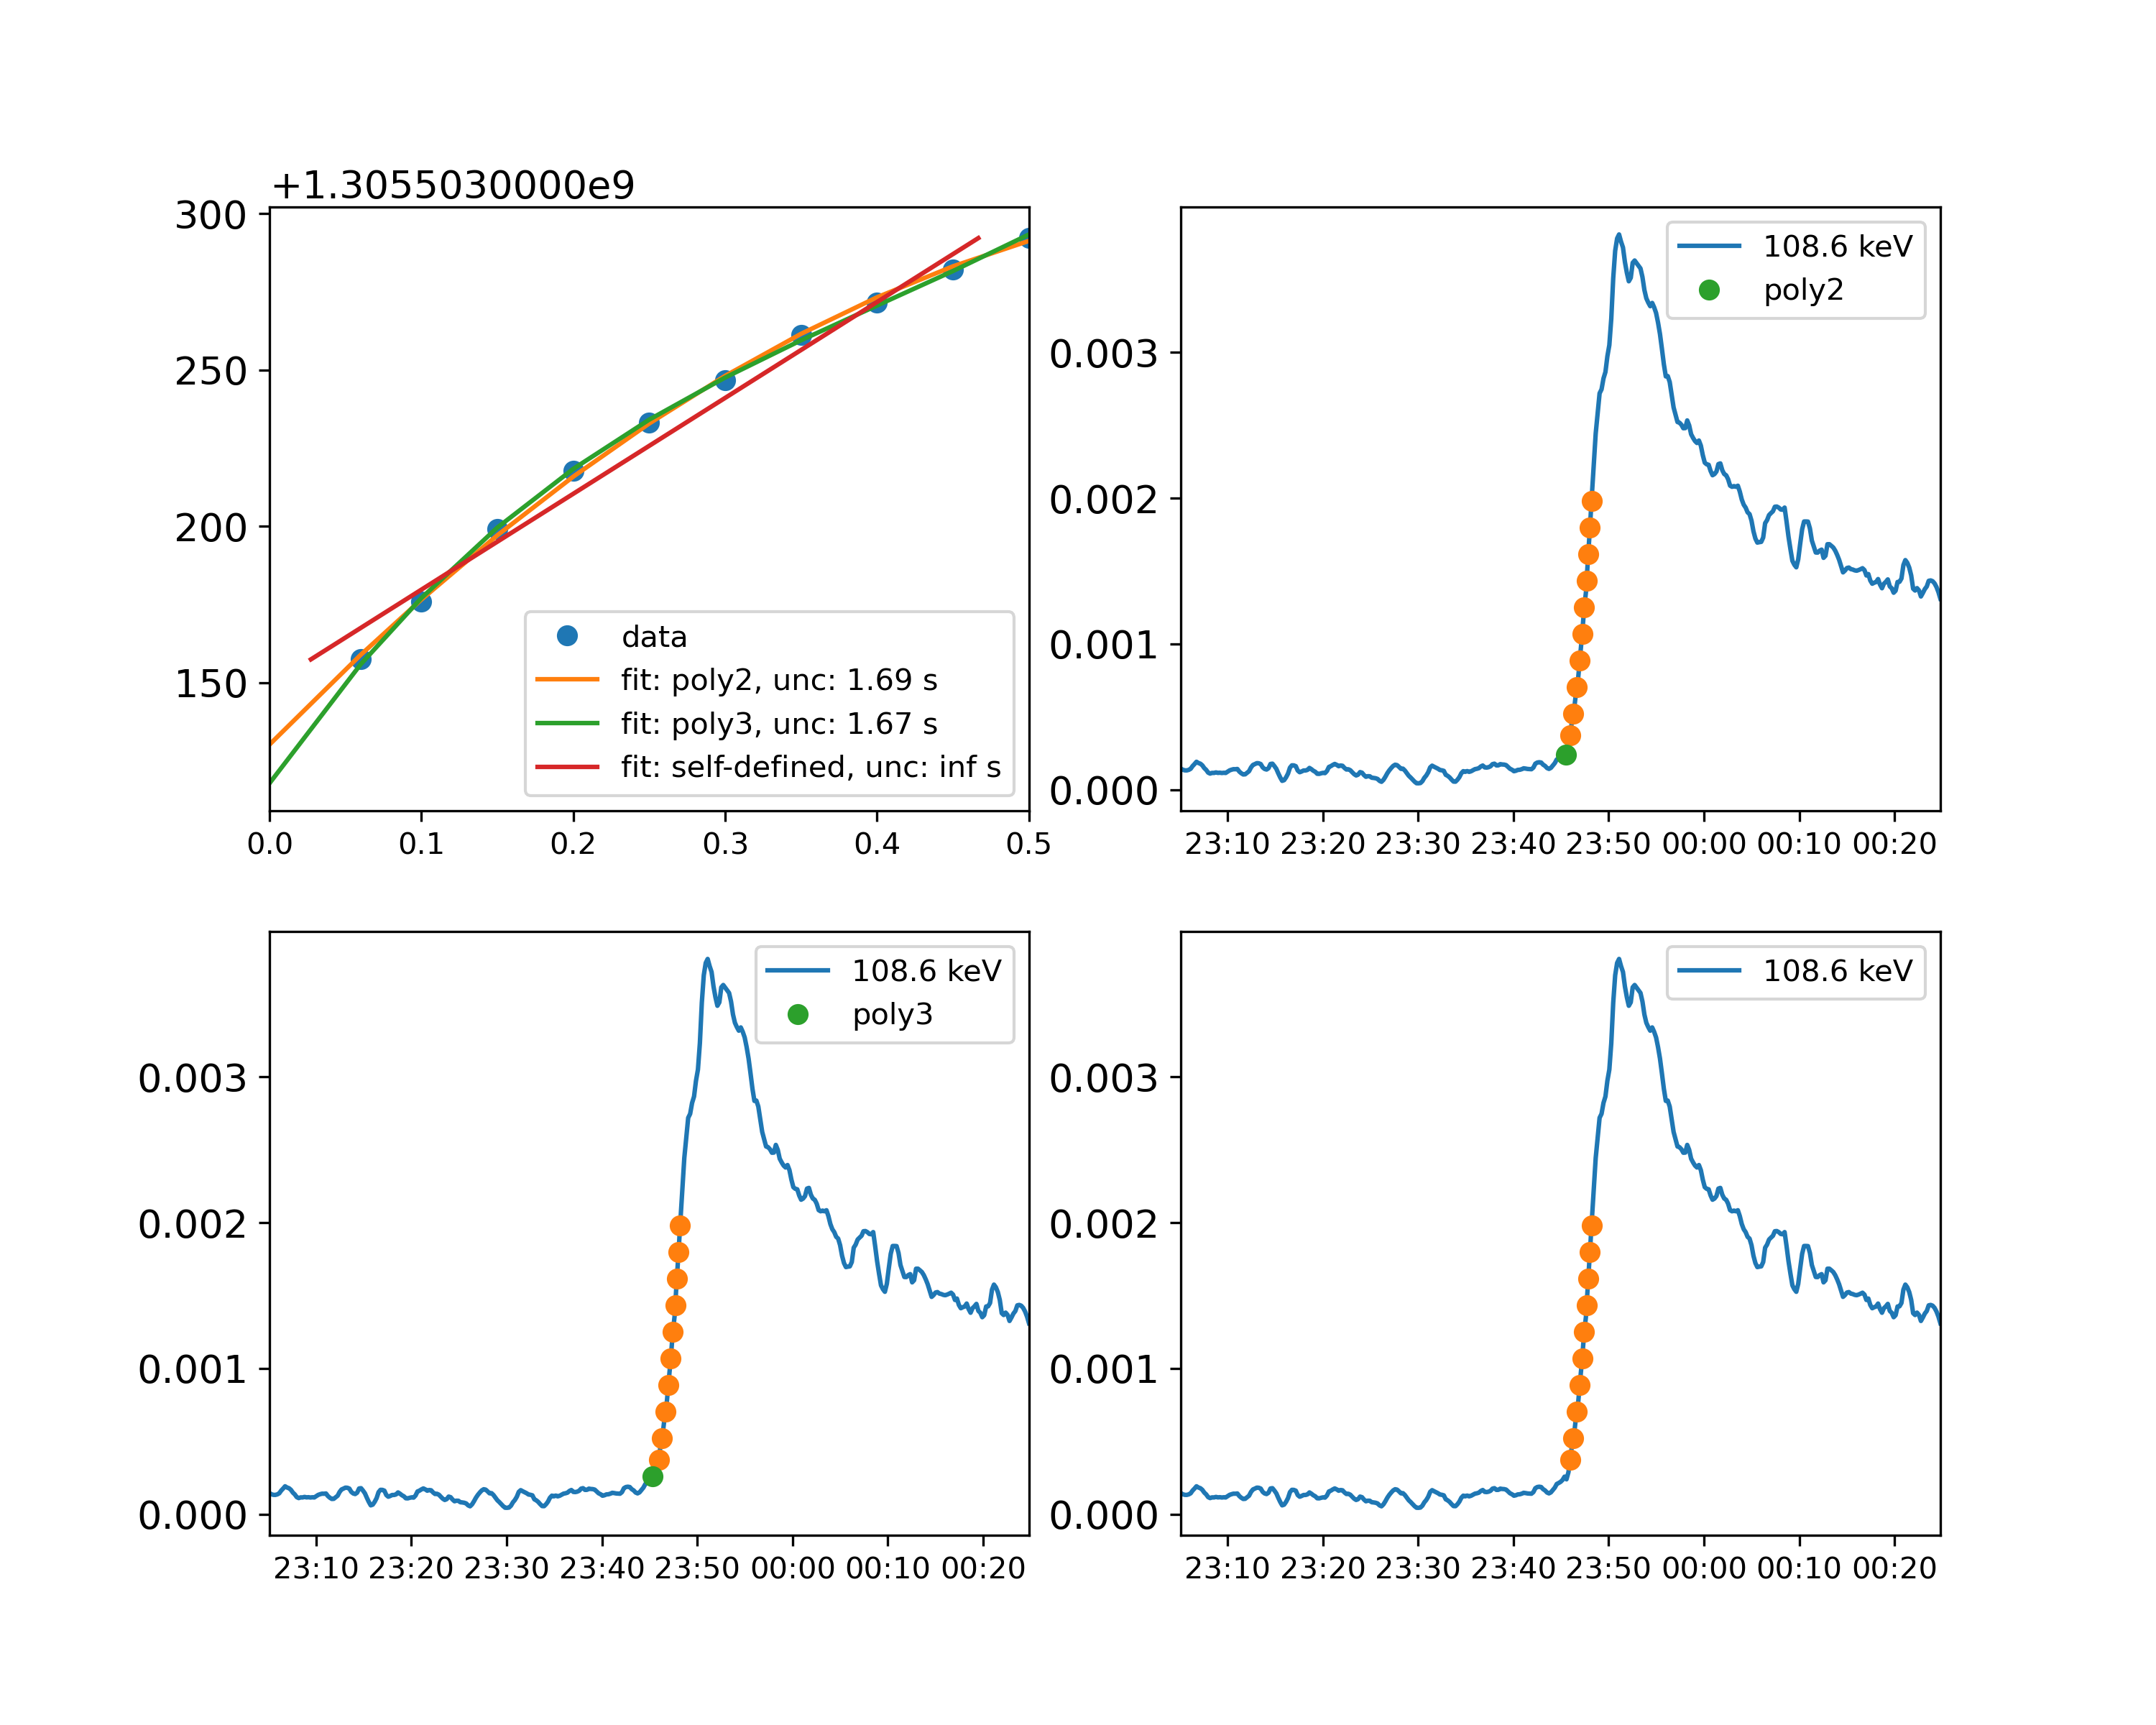 +1.3055030000e9
300
250
200
150
data
fit: poly2, unc: 1.69 s
fit: poly3, unc: 1.67 s
fit: self-defined, unc: inf s
0.0 0.1 0.2 0.3 0.4 0.5
108.6 keV
poly2
0.003
0.002
0.001
0.000
23:10 23:20 23:30 23:40 23:50 00:00 00:10 00:20
108.6 keV
poly3
0.003
0.002
0.001
0.000
23:10 23:20 23:30 23:40 23:50 00:00 00:10 00:20
108.6 keV
0.003
0.002
0.001
0.000
23:10 23:20 23:30 23:40 23:50 00:00 00:10 00:20